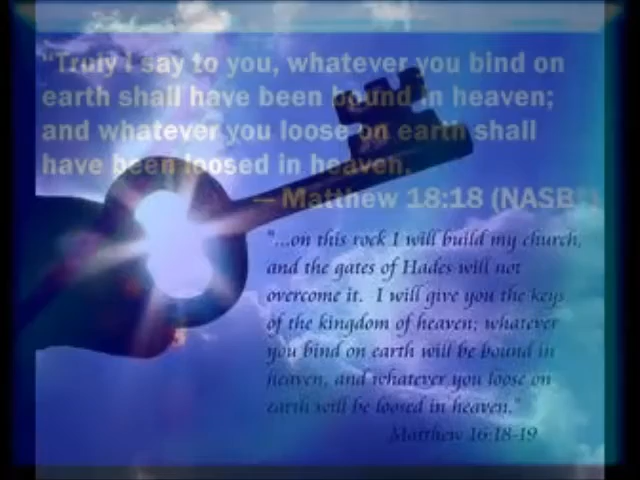 "Truly I say to you, whatever you bind on
earth shall have been bound in heaven;
and whatever you loose on earth shall
have been loosed in heaven.
— Matthew 18:18 (NASB")
"...on this rock I will build my church,
and the gates of Hades will not
overcome it. I will give you the keys
of the kingdom of heaven; whatever
you bind on earth will be bound in
heaven, and whatever you loose on
earth will be loosed in heaven."
Matthew 16:18-19